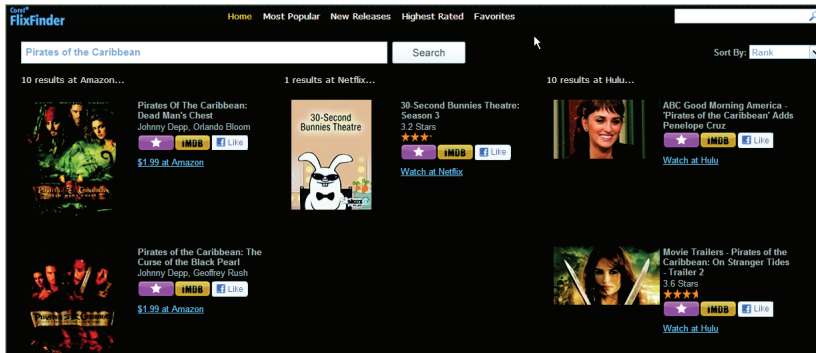 Corel®
FlixFinder
Home Most Popular New Releases Highest Rated Favorites
Pirates of the Caribbean
Search
Sort By: Rank
10 results at Amazon...
1 results at Netflix...
10 results at Hulu...
Pirates Of The Caribbean:
Dead Man's Chest
Johnny Depp, Orlando Bloom
IMDB Like
$1.99 at Amazon
30-Second
Bunnies Theatre
30-Second Bunnies Theatre:
Season 3
3.2 Stars
IMDB Like
Watch at Netflix
ABC Good Morning America -
'Pirates of the Caribbean' Adds
Penelope Cruz
IMDB Like
Watch at Hulu
Pirates of the Caribbean: The
Curse of the Black Pearl
Johnny Depp, Geoffrey Rush
IMDB Like
$1.99 at Amazon
Movie Trailers - Pirates of the
Caribbean: On Stranger Tides
- Trailer 2
3.6 Stars
IMDB Like
Watch at Hulu